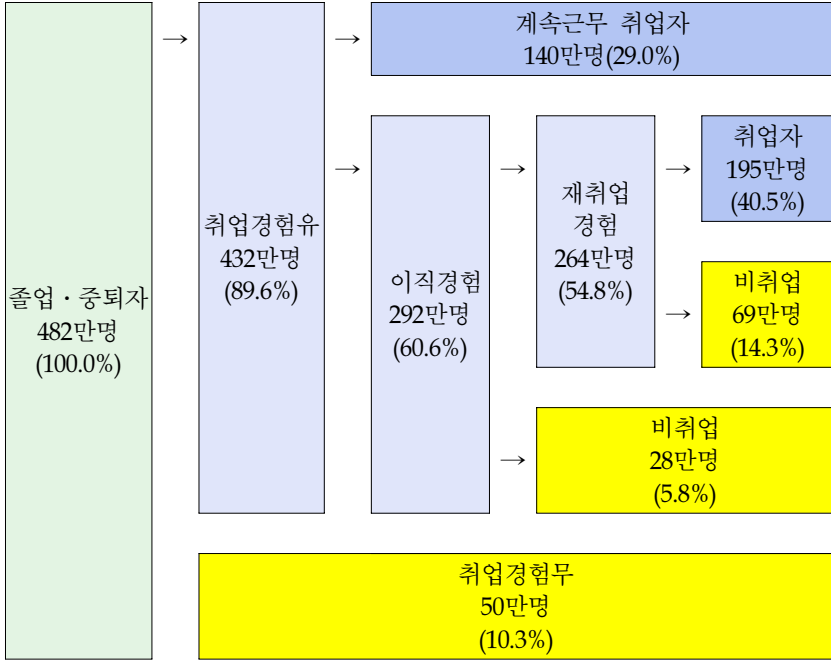 졸업·중퇴자
482만명
(100.0%)
→
취업경험유
432만명
(89.6%)
→
계속근무 취업자
140만명(29.0%)
→
이직경험
292만명
(60.6%)
→
재취업
경험
264만명
(54.8%)
→
취업자
195만명
(40.5%)
→
비취업
69만명
(14.3%)
→
비취업
28만명
(5.8%)
취업경험무
50만명
(10.3%)